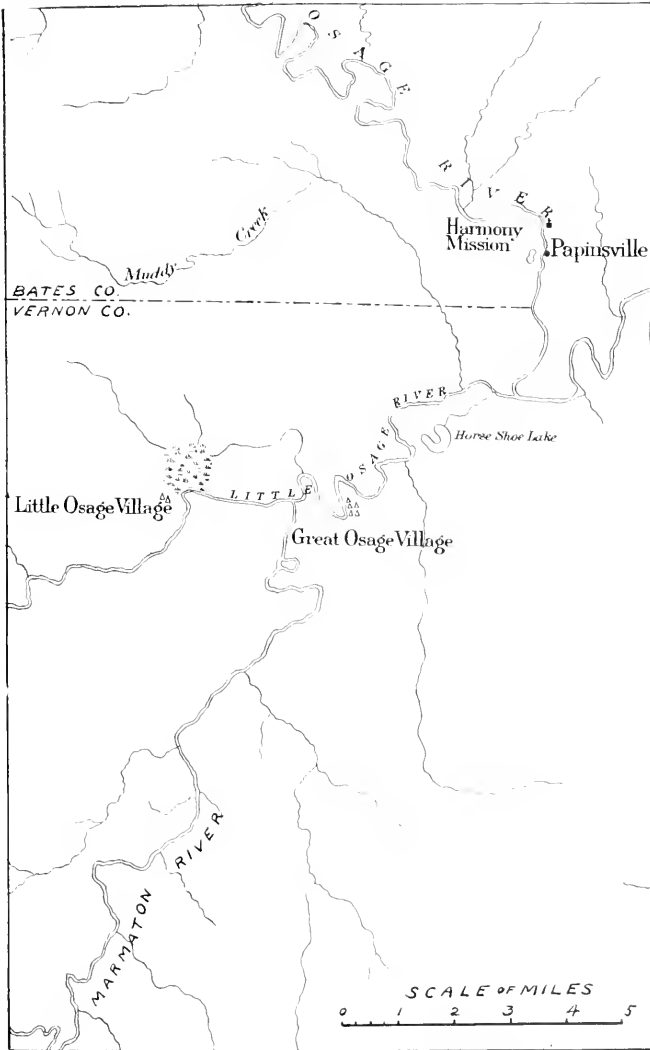 OSAGE
RIVER
Harmony
Mission
Papinsville
Muddy Creek
BATES CO.
VERNON CO.
LITTLE OSAGE RIVER
Horse Shoe Lake
Little Osage Village
Great Osage Village
MARMATON RIVER
SCALE OF MILES
0 1 2 3 4 5